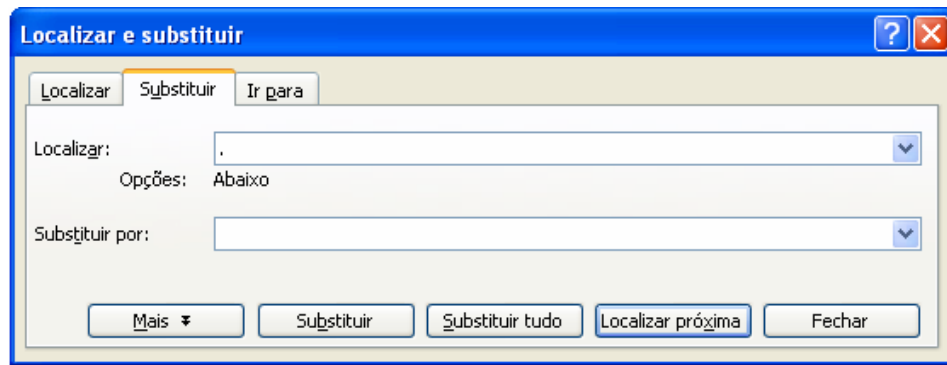 Localizar e substituir
Localizar Substituir Ir para
Localizar: .
Opções: Abaixo
Substituir por:
Mais Substituir Substituir tudo Localizar próxima Fechar